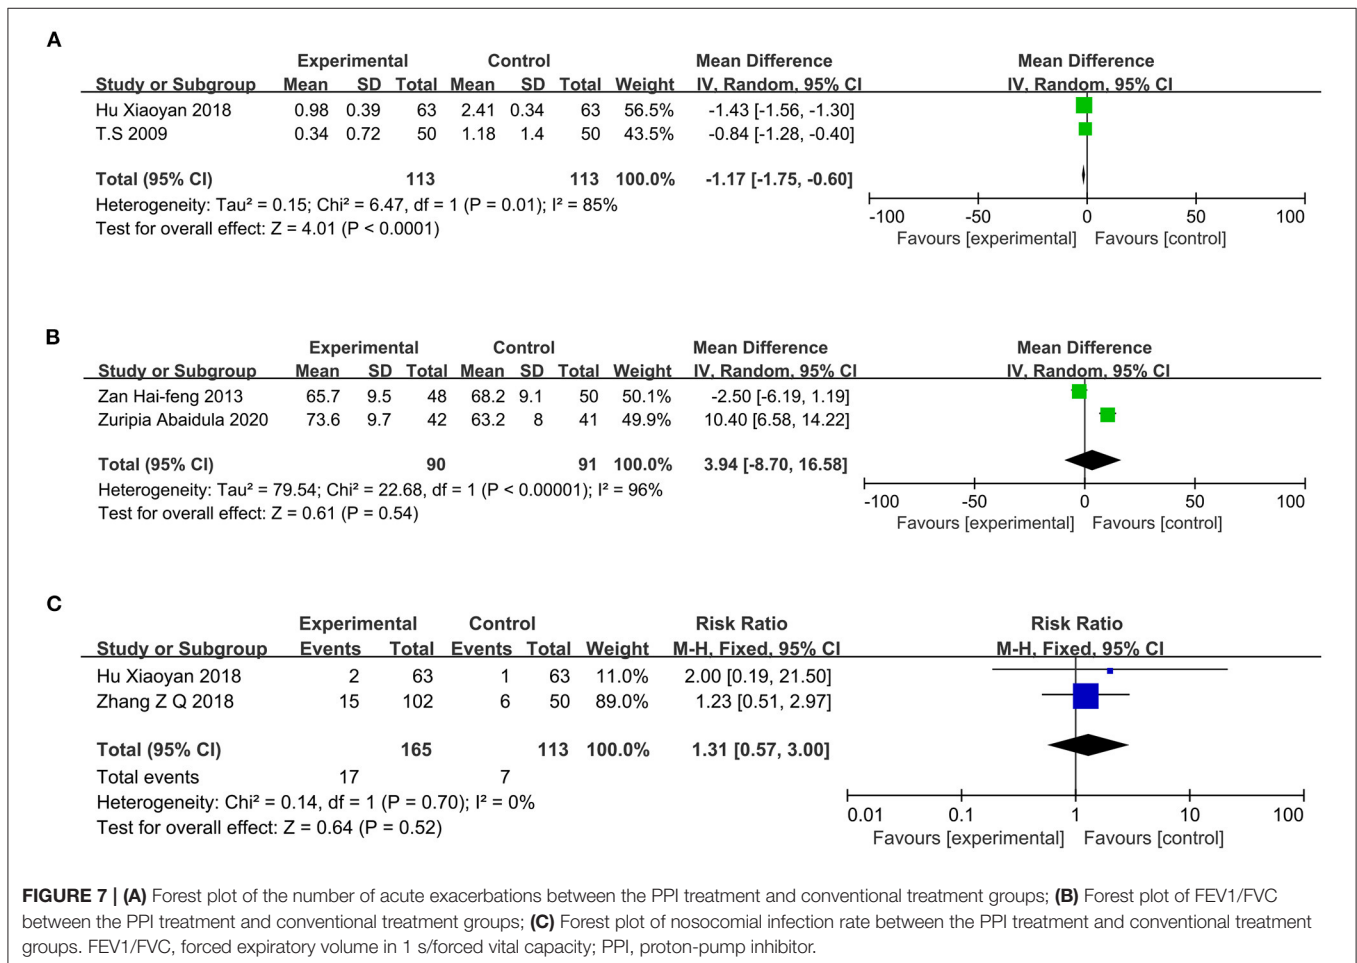 A
Experimental Control Mean Difference Mean Difference
Study or Subgroup Mean SD Total Mean SD Total Weight IV, Random, 95% CI IV, Random, 95% CI
Hu Xiaoyan 2018 0.98 0.39 63 2.41 0.34 63 56.5% -1.43 [-1.56, -1.30]
T.S 2009 0.34 0.72 50 1.18 1.4 50 43.5% -0.84 [-1.28, -0.40]
Total (95% CI) 113 113 100.0% -1.17 [-1.75, -0.60]
Heterogeneity: Tau² = 0.15; Chi² = 6.47, df = 1 (P = 0.01); I² = 85%
Test for overall effect: Z = 4.01 (P < 0.0001)
-100 -50 0 50 100
Favours [experimental] Favours [control]
B
Experimental Control Mean Difference Mean Difference
Study or Subgroup Mean SD Total Mean SD Total Weight IV, Random, 95% CI IV, Random, 95% CI
Zan Hai-feng 2013 65.7 9.5 48 68.2 9.1 50 50.1% -2.50 [-6.19, 1.19]
Zuripia Abaidula 2020 73.6 9.7 42 63.2 8 41 49.9% 10.40 [6.58, 14.22]
Total (95% CI) 90 91 100.0% 3.94 [-8.70, 16.58]
Heterogeneity: Tau² = 79.54; Chi² = 22.68, df = 1 (P < 0.00001); I² = 96%
Test for overall effect: Z = 0.61 (P = 0.54)
-100 -50 0 50 100
Favours [experimental] Favours [control]
C
Experimental Control Risk Ratio Risk Ratio
Study or Subgroup Events Total Events Total Weight M-H, Fixed, 95% CI M-H, Fixed, 95% CI
Hu Xiaoyan 2018 2 63 1 63 11.0% 2.00 [0.19, 21.50]
Zhang Z Q 2018 15 102 6 50 89.0% 1.23 [0.51, 2.97]
Total (95% CI) 165 113 100.0% 1.31 [0.57, 3.00]
Total events 17 7
Heterogeneity: Chi² = 0.14, df = 1 (P = 0.70); I² = 0%
Test for overall effect: Z = 0.64 (P = 0.52)
0.01 0.1 1 10 100
Favours [experimental] Favours [control]
FIGURE 7 | (A) Forest plot of the number of acute exacerbations between the PPI treatment and conventional treatment groups; (B) Forest plot of FEV1/FVC
between the PPI treatment and conventional treatment groups; (C) Forest plot of nosocomial infection rate between the PPI treatment and conventional treatment
groups. FEV1/FVC, forced expiratory volume in 1 s/forced vital capacity; PPI, proton-pump inhibitor.